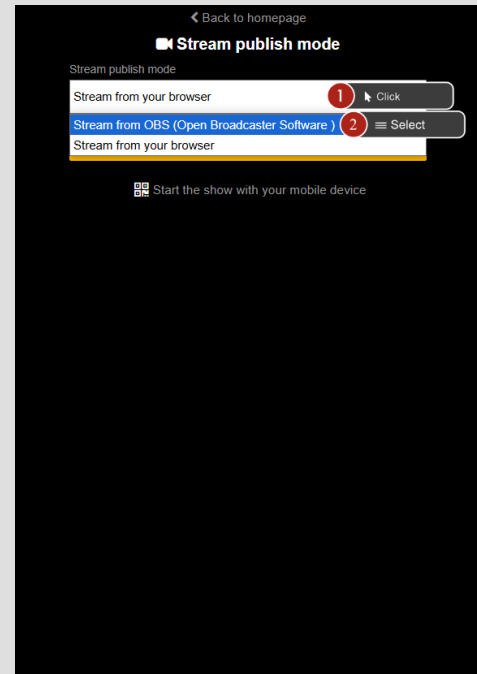 Back to homepage
Stream publish mode
Stream publish mode
Stream from your browser
1 Click
Stream from OBS (Open Broadcaster Software )
2 Select
Stream from your browser
Start the show with your mobile device